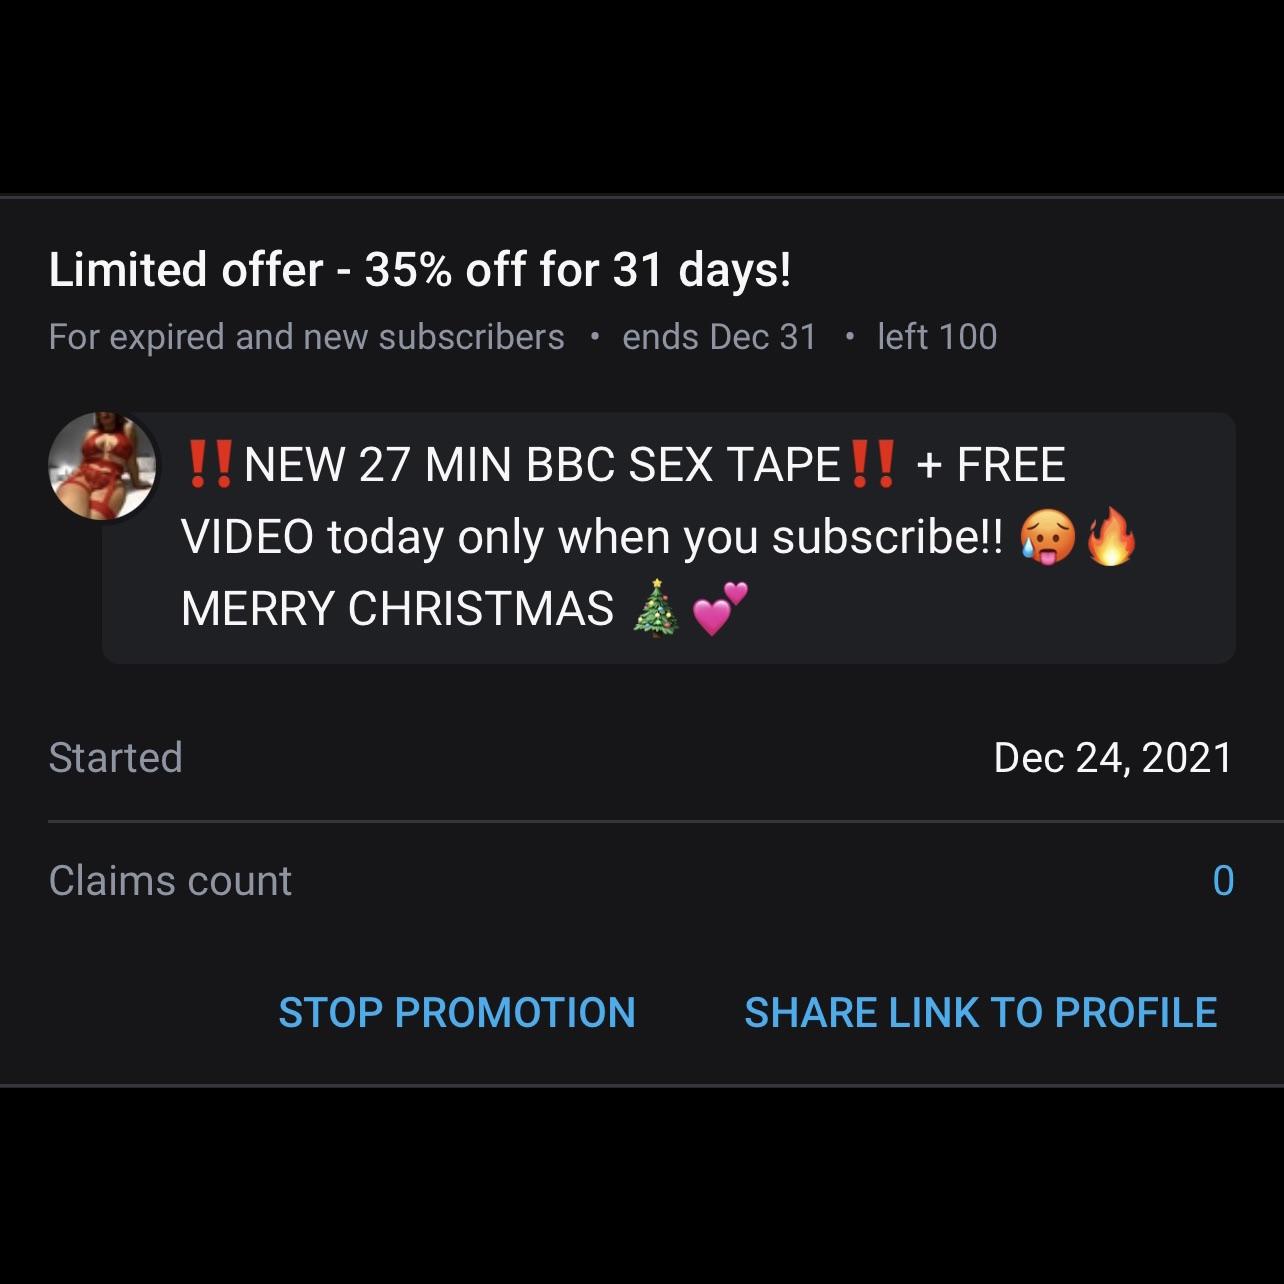 Limited offer - 35% off for 31 days!
For expired and new subscribers • ends Dec 31 • left 100
‼️NEW 27 MIN BBC SEX TAPE‼️ + FREE
VIDEO today only when you subscribe!! 🥵🔥
MERRY CHRISTMAS 🎄💕
Started Dec 24, 2021
Claims count 0
STOP PROMOTION SHARE LINK TO PROFILE